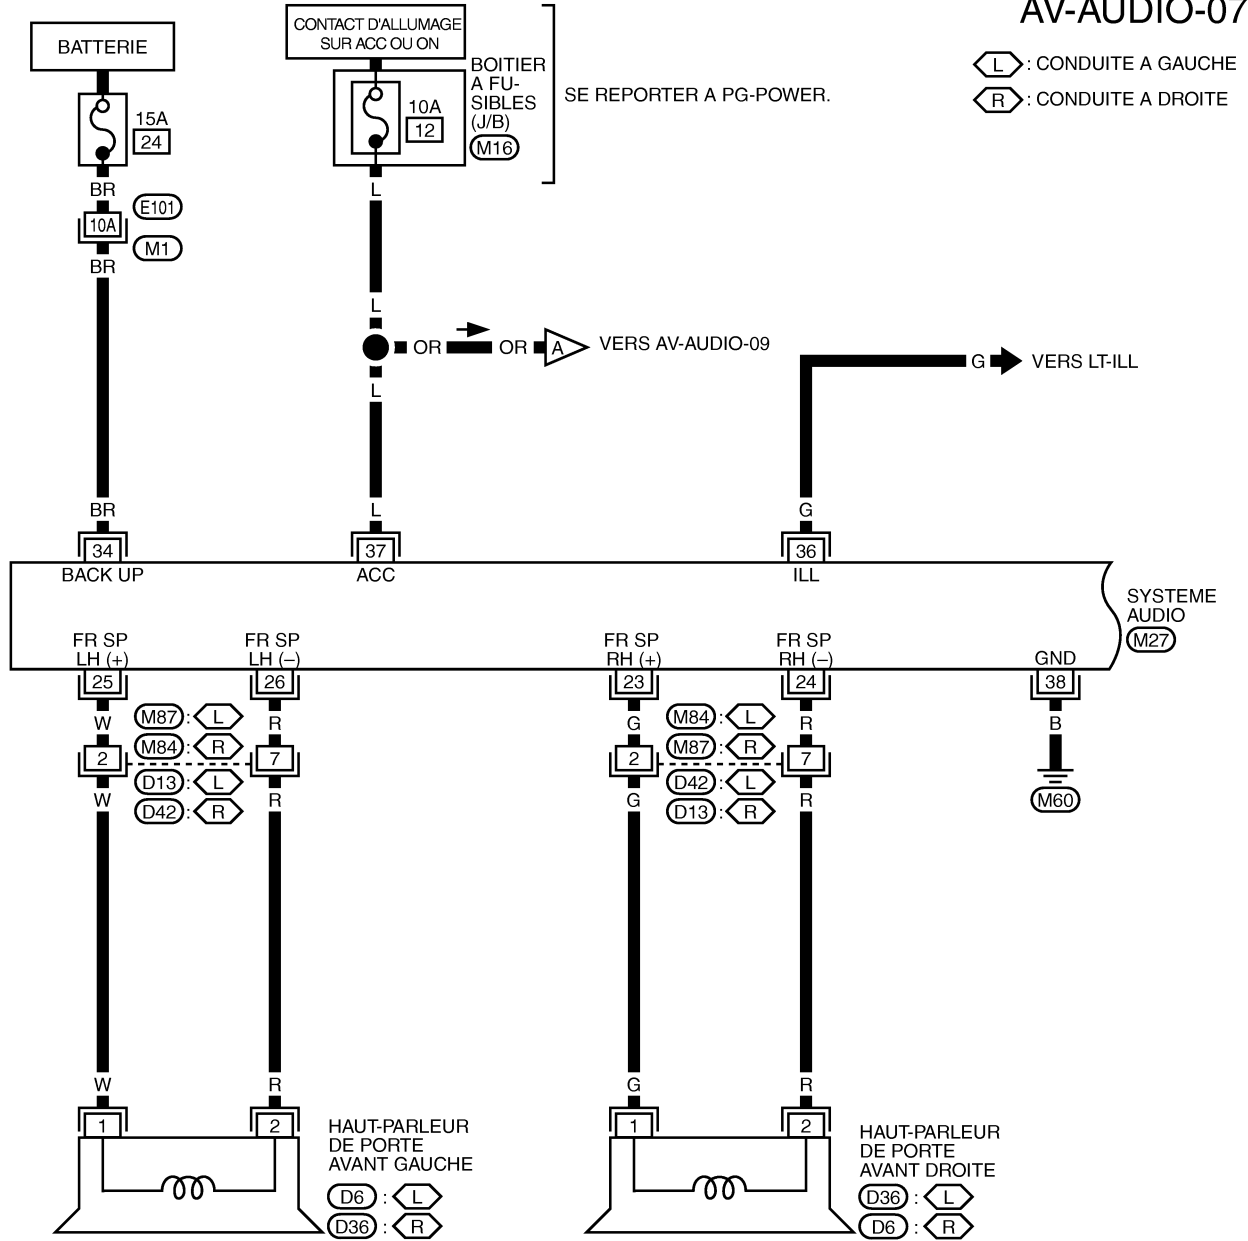 AV-AUDIO-07
L : CONDUITE A GAUCHE
R : CONDUITE A DROITE
BATTERIE
15A
24
CONTACT D'ALLUMAGE
SUR ACC OU ON
10A
12
BOITIER
A FU-
SIBLES
(J/B)
M16
SE REPORTER A PG-POWER.
BR
E101
10A
M1
BR
L
L
OR
OR
A
VERS AV-AUDIO-09
L
G
VERS LT-ILL
BR
L
G
34
37
36
BACK UP
ACC
ILL
SYSTEME
AUDIO
M27
FR SP
LH (+)
FR SP
LH (–)
FR SP
RH (+)
FR SP
RH (–)
GND
25
26
23
24
38
W
M87 : L
R
G
M84 : L
R
B
M84 : R
M87 : R
2
7
2
7
D13 : L
D42 : L
W
D42 : R
R
G
D13 : R
R
M60
W
R
G
R
1
2
1
2
HAUT-PARLEUR
DE PORTE
AVANT GAUCHE
D6 : L
D36 : R
HAUT-PARLEUR
DE PORTE
AVANT DROITE
D36 : L
D6 : R